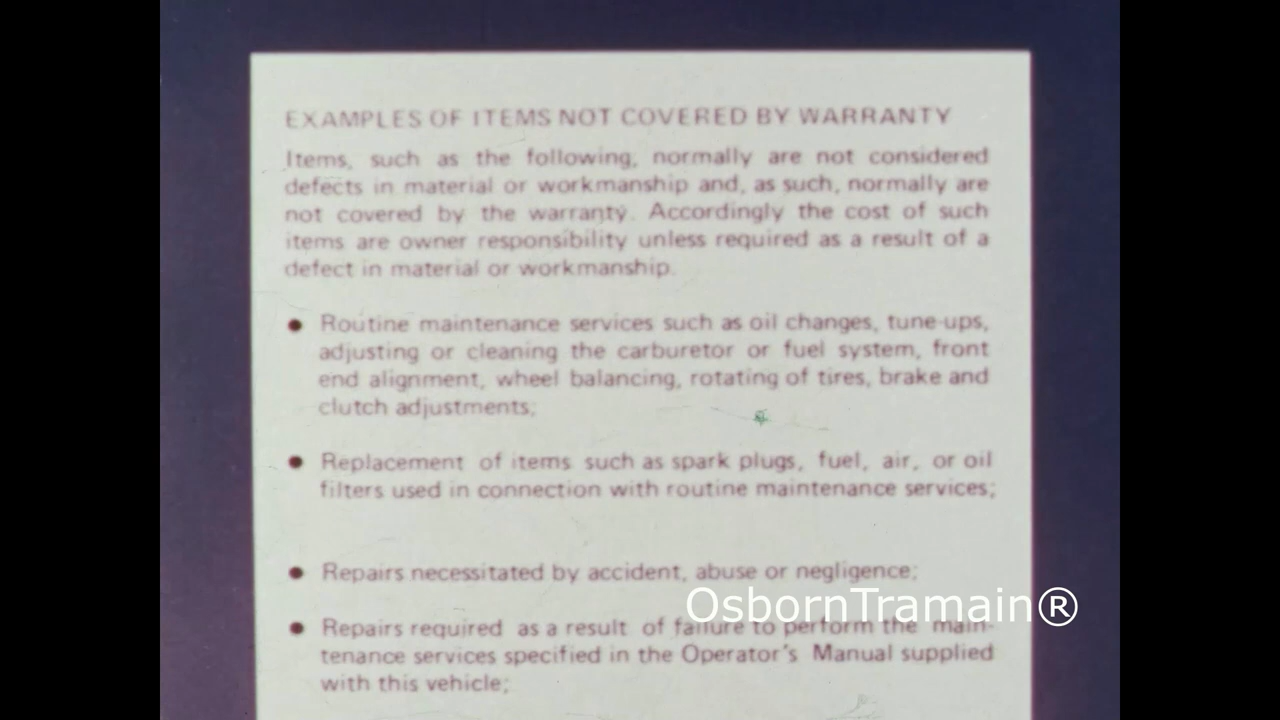 EXAMPLES OF ITEMS NOT COVERED BY WARRANTY
Items, such as the following, normally are not considered
defects in material or workmanship and, as such, normally are
not covered by the warranty. Accordingly the cost of such
items are owner responsibility unless required as a result of a
defect in material or workmanship.
● Routine maintenance services such as oil changes, tune-ups,
adjusting or cleaning the carburetor or fuel system, front
end alignment, wheel balancing, rotating of tires, brake and
clutch adjustments;
● Replacement of items such as spark plugs, fuel, air, or oil
filters used in connection with routine maintenance services;
● Repairs necessitated by accident, abuse or negligence;
OsbornTramain®
● Repairs required as a result of failure to perform the main-
tenance services specified in the Operator's Manual supplied
with this vehicle;